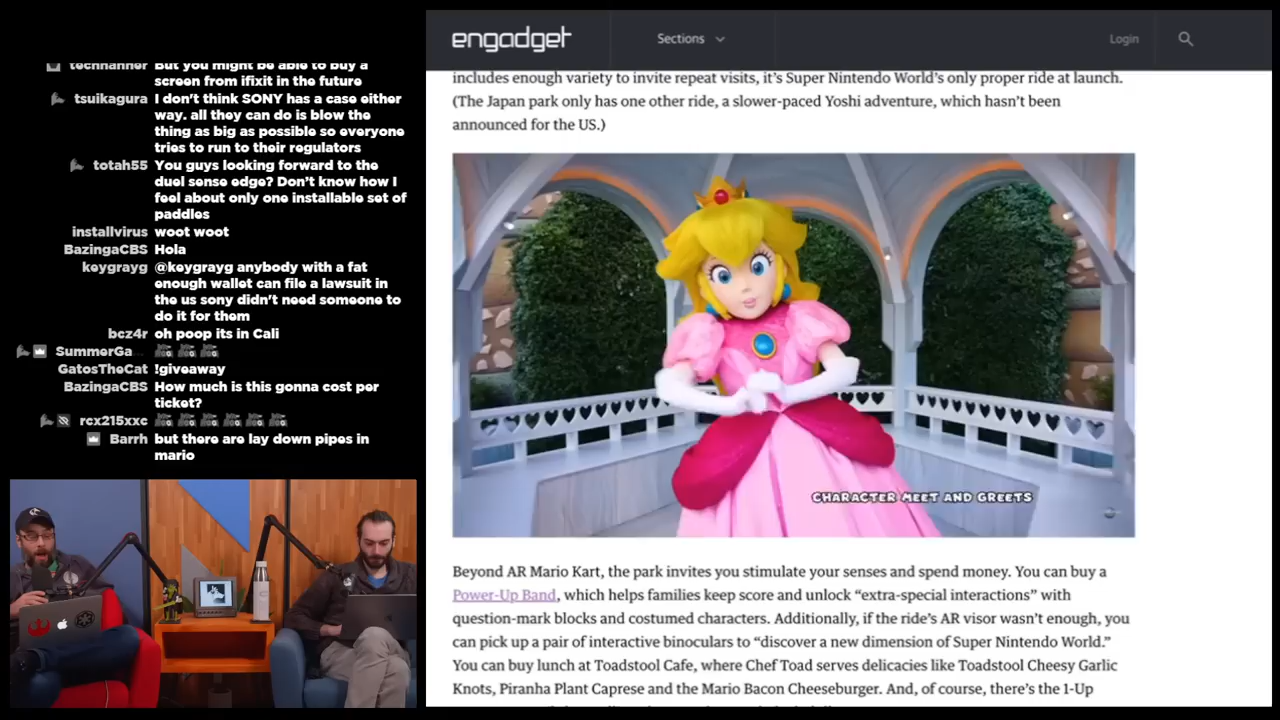 techhanner But you might be able to buy a
screen from ifixit in the future
tsuikagura I don't think SONY has a case either
way. all they can do is blow the
thing as big as possible so everyone
tries to run to their regulators
totah55 You guys looking forward to the
duel sense edge? Don't know how I
feel about only one installable set of
paddles
installvirus woot woot
BazingaCBS Hola
keygrayg @keygrayg anybody with a fat
enough wallet can file a lawsuit in
the us sony didn't need someone to
do it for them
bcz4r oh poop its in Cali
SummerGa...
GatosTheCat !giveaway
BazingaCBS How much is this gonna cost per
ticket?
rcx215xxc
Barrh but there are lay down pipes in
mario
engadget Sections Login
includes enough variety to invite repeat visits, it's Super Nintendo World's only proper ride at launch.
(The Japan park only has one other ride, a slower-paced Yoshi adventure, which hasn't been
announced for the US.)
CHARACTER MEET AND GREETS
Beyond AR Mario Kart, the park invites you stimulate your senses and spend money. You can buy a
Power-Up Band, which helps families keep score and unlock “extra-special interactions” with
question-mark blocks and costumed characters. Additionally, if the ride's AR visor wasn't enough, you
can pick up a pair of interactive binoculars to “discover a new dimension of Super Nintendo World.”
You can buy lunch at Toadstool Cafe, where Chef Toad serves delicacies like Toadstool Cheesy Garlic
Knots, Piranha Plant Caprese and the Mario Bacon Cheeseburger. And, of course, there's the 1-Up